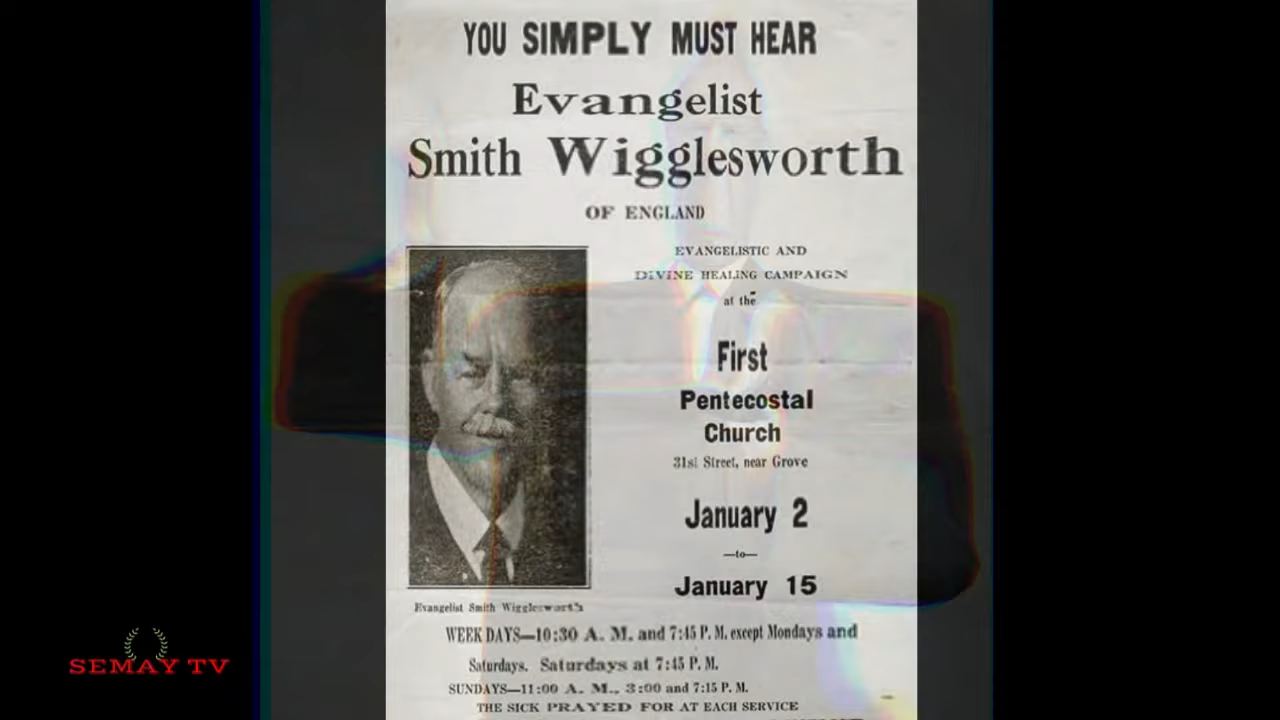 YOU SIMPLY MUST HEAR
Evangelist
Smith Wigglesworth
OF ENGLAND
EVANGELISTIC AND
DIVINE HEALING CAMPAIGN
at the
First
Pentecostal
Church
31st Street, near Grove
January 2
—to—
January 15
Evangelist Smith Wigglesworth
WEEK DAYS—10:30 A. M. and 7:45 P. M. except Mondays and
Saturdays. Saturdays at 7:45 P. M.
SUNDAYS—11:00 A. M., 3:00 and 7:15 P. M.
THE SICK PRAYED FOR AT EACH SERVICE
SEMAY TV